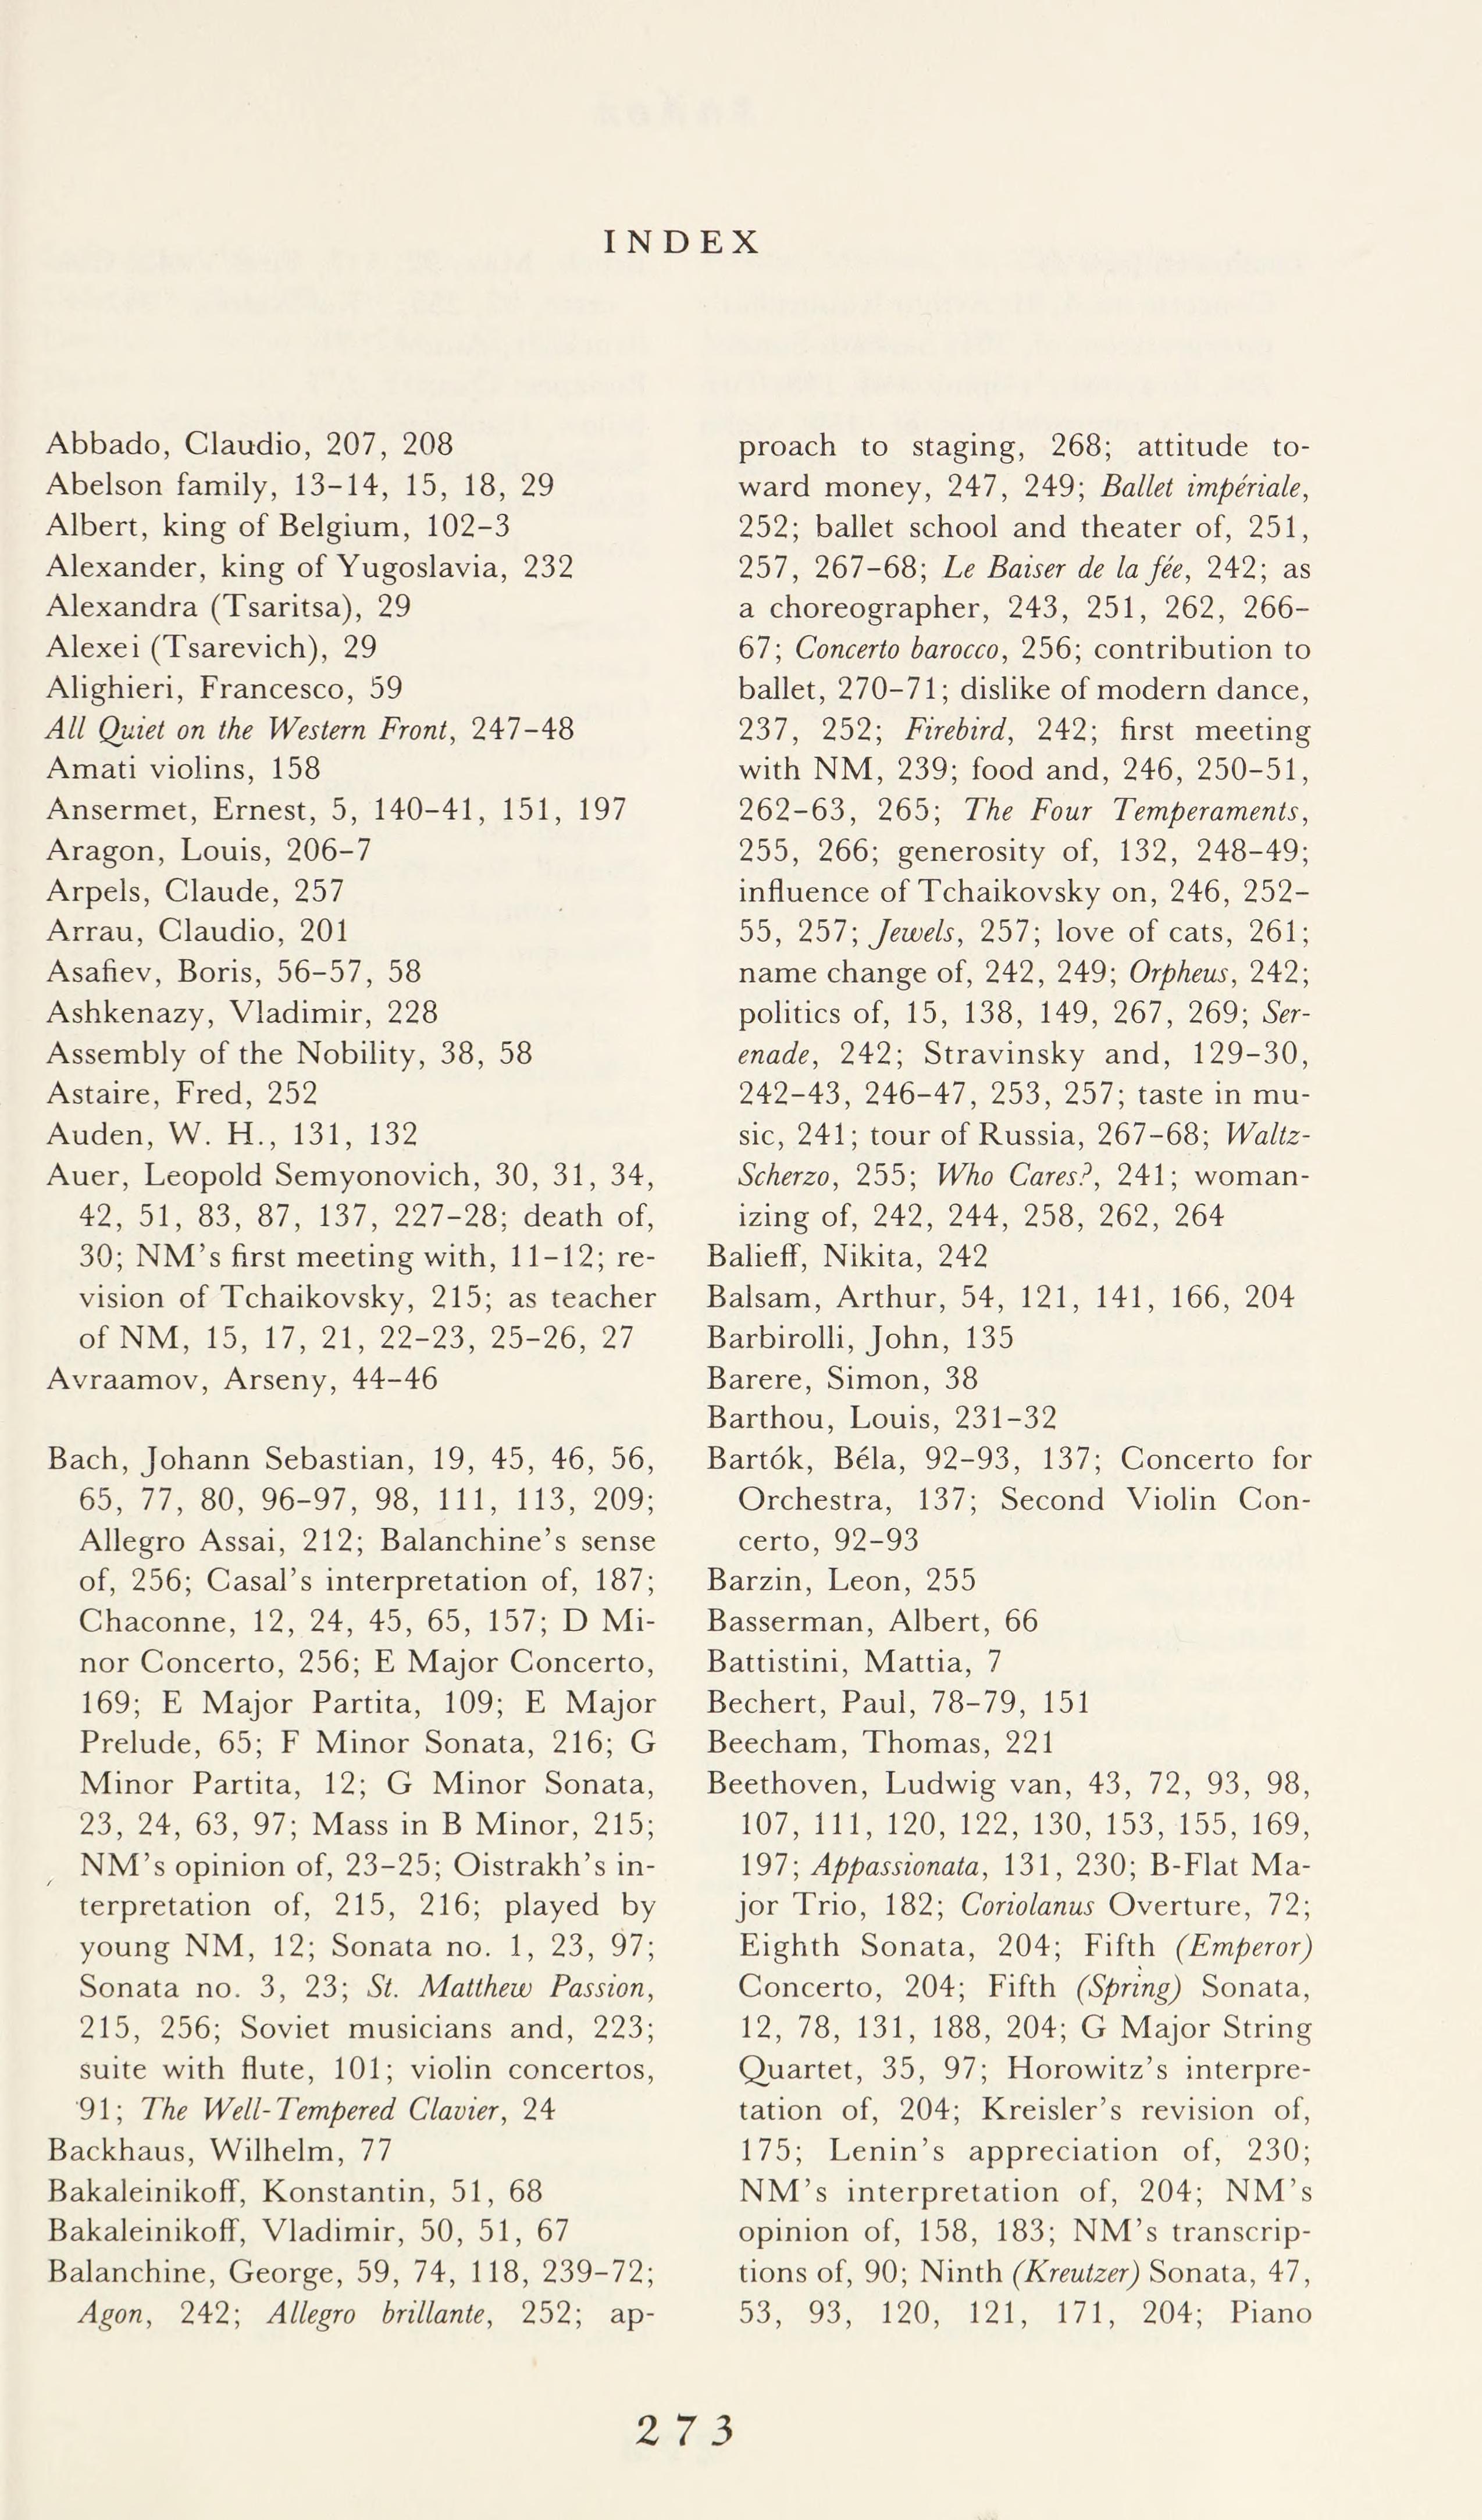 INDEX
Abbado, Claudio, 207, 208
Abelson family, 13–14, 15, 18, 29
Albert, king of Belgium, 102–3
Alexander, king of Yugoslavia, 232
Alexandra (Tsaritsa), 29
Alexei (Tsarevich), 29
Alighieri, Francesco, 59
All Quiet on the Western Front, 247–48
Amati violins, 158
Ansermet, Ernest, 5, 140–41, 151, 197
Aragon, Louis, 206–7
Arpels, Claude, 257
Arrau, Claudio, 201
Asafiev, Boris, 56–57, 58
Ashkenazy, Vladimir, 228
Assembly of the Nobility, 38, 58
Astaire, Fred, 252
Auden, W. H., 131, 132
Auer, Leopold Semyonovich, 30, 31, 34,
42, 51, 83, 87, 137, 227–28; death of,
30; NM's first meeting with, 11–12; re-
vision of Tchaikovsky, 215; as teacher
of NM, 15, 17, 21, 22–23, 25–26, 27
Avraamov, Arseny, 44–46
Bach, Johann Sebastian, 19, 45, 46, 56,
65, 77, 80, 96–97, 98, 111, 113, 209;
Allegro Assai, 212; Balanchine's sense
of, 256; Casal's interpretation of, 187;
Chaconne, 12, 24, 45, 65, 157; D Mi-
nor Concerto, 256; E Major Concerto,
169; E Major Partita, 109; E Major
Prelude, 65; F Minor Sonata, 216; G
Minor Partita, 12; G Minor Sonata,
23, 24, 63, 97; Mass in B Minor, 215;
NM's opinion of, 23–25; Oistrakh's in-
terpretation of, 215, 216; played by
young NM, 12; Sonata no. 1, 23, 97;
Sonata no. 3, 23; St. Matthew Passion,
215, 256; Soviet musicians and, 223;
suite with flute, 101; violin concertos,
91; The Well-Tempered Clavier, 24
Backhaus, Wilhelm, 77
Bakaleinikoff, Konstantin, 51, 68
Bakaleinikoff, Vladimir, 50, 51, 67
Balanchine, George, 59, 74, 118, 239–72;
Agon, 242; Allegro brillante, 252; ap-
proach to staging, 268; attitude to-
ward money, 247, 249; Ballet impériale,
252; ballet school and theater of, 251,
257, 267–68; Le Baiser de la fée, 242; as
a choreographer, 243, 251, 262, 266–
67; Concerto barocco, 256; contribution to
ballet, 270–71; dislike of modern dance,
237, 252; Firebird, 242; first meeting
with NM, 239; food and, 246, 250–51,
262–63, 265; The Four Temperaments,
255, 266; generosity of, 132, 248–49;
influence of Tchaikovsky on, 246, 252–
55, 257; Jewels, 257; love of cats, 261;
name change of, 242, 249; Orpheus, 242;
politics of, 15, 138, 149, 267, 269; Ser-
enade, 242; Stravinsky and, 129–30,
242–43, 246–47, 253, 257; taste in mu-
sic, 241; tour of Russia, 267–68; Waltz-
Scherzo, 255; Who Cares?, 241; woman-
izing of, 242, 244, 258, 262, 264
Balieff, Nikita, 242
Balsam, Arthur, 54, 121, 141, 166, 204
Barbirolli, John, 135
Barere, Simon, 38
Barthou, Louis, 231–32
Bartók, Béla, 92–93, 137; Concerto for
Orchestra, 137; Second Violin Con-
certo, 92–93
Barzin, Leon, 255
Basserman, Albert, 66
Battistini, Mattia, 7
Bechert, Paul, 78–79, 151
Beecham, Thomas, 221
Beethoven, Ludwig van, 43, 72, 93, 98,
107, 111, 120, 122, 130, 153, 155, 169,
197; Appassionata, 131, 230; B-Flat Ma-
jor Trio, 182; Coriolanus Overture, 72;
Eighth Sonata, 204; Fifth (Emperor)
Concerto, 204; Fifth (Spring) Sonata,
12, 78, 131, 188, 204; G Major String
Quartet, 35, 97; Horowitz's interpre-
tation of, 204; Kreisler's revision of,
175; Lenin's appreciation of, 230;
NM's interpretation of, 204; NM's
opinion of, 158, 183; NM's transcrip-
tions of, 90; Ninth (Kreutzer) Sonata, 47,
53, 93, 120, 121, 171, 204; Piano
273